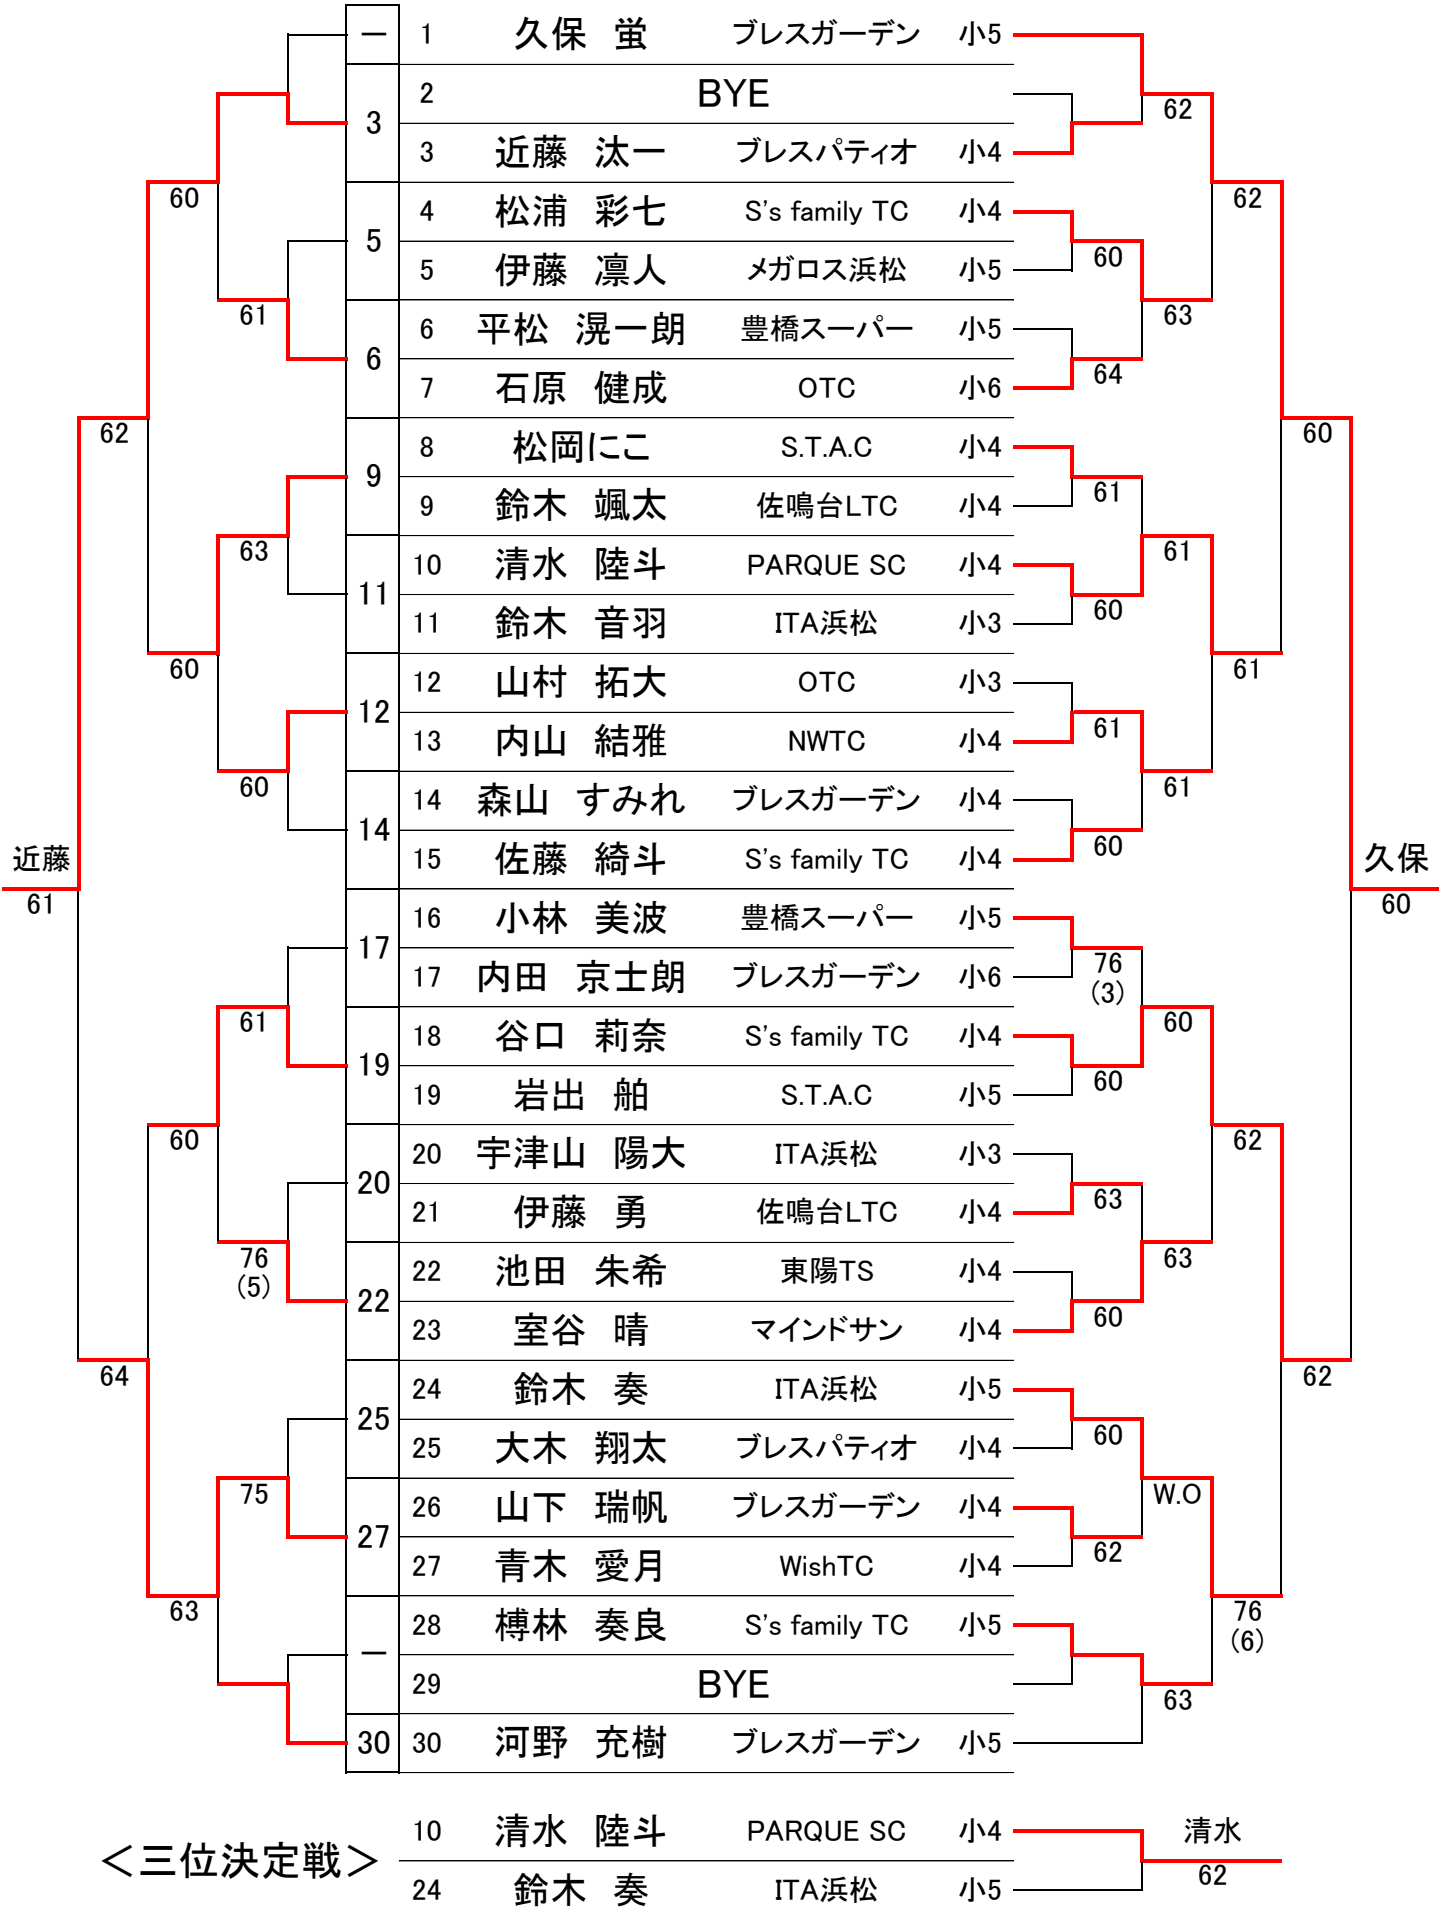 ー 1 久保 蛍 ブレスガーデン 小5
2 BYE 62
3
3 近藤 汰一 ブレスパティオ 小4
60 4 松浦 彩七 S's family TC 小4 62
5 60
5 伊藤 凛人 メガロス浜松 小5
61 6 平松 滉一朗 豊橋スーパー 小5 63
6 64
7 石原 健成 OTC 小6
62 8 松岡にこ S.T.A.C 小4 60
9 61
9 鈴木 颯太 佐鳴台LTC 小4
63 10 清水 陸斗 PARQUE SC 小4 61
11 60
11 鈴木 音羽 ITA浜松 小3
60 12 山村 拓大 OTC 小3 61
12 61
13 内山 結雅 NWTC 小4
60 14 森山 すみれ ブレスガーデン 小4 61
14 60
近藤 15 佐藤 綺斗 S's family TC 小4 久保
61 16 小林 美波 豊橋スーパー 小5 60
17 76
(3)
17 内田 京士朗 ブレスガーデン 小6
61 18 谷口 莉奈 S's family TC 小4 60
19 60
19 岩出 舶 S.T.A.C 小5
60 20 宇津山 陽大 ITA浜松 小3 62
20 63
21 伊藤 勇 佐鳴台LTC 小4
76
(5) 22 池田 朱希 東陽TS 小4 63
22 60
23 室谷 晴 マインドサン 小4
64 24 鈴木 奏 ITA浜松 小5 62
25 60
25 大木 翔太 ブレスパティオ 小4
75 26 山下 瑞帆 ブレスガーデン 小4 W.O
27 62
27 青木 愛月 WishTC 小4
63 28 榑林 奏良 S's family TC 小5 76
(6)
ー
29 BYE 63
30 30 河野 充樹 ブレスガーデン 小5
10 清水 陸斗 PARQUE SC 小4 清水
＜三位決定戦＞ 62
24 鈴木 奏 ITA浜松 小5